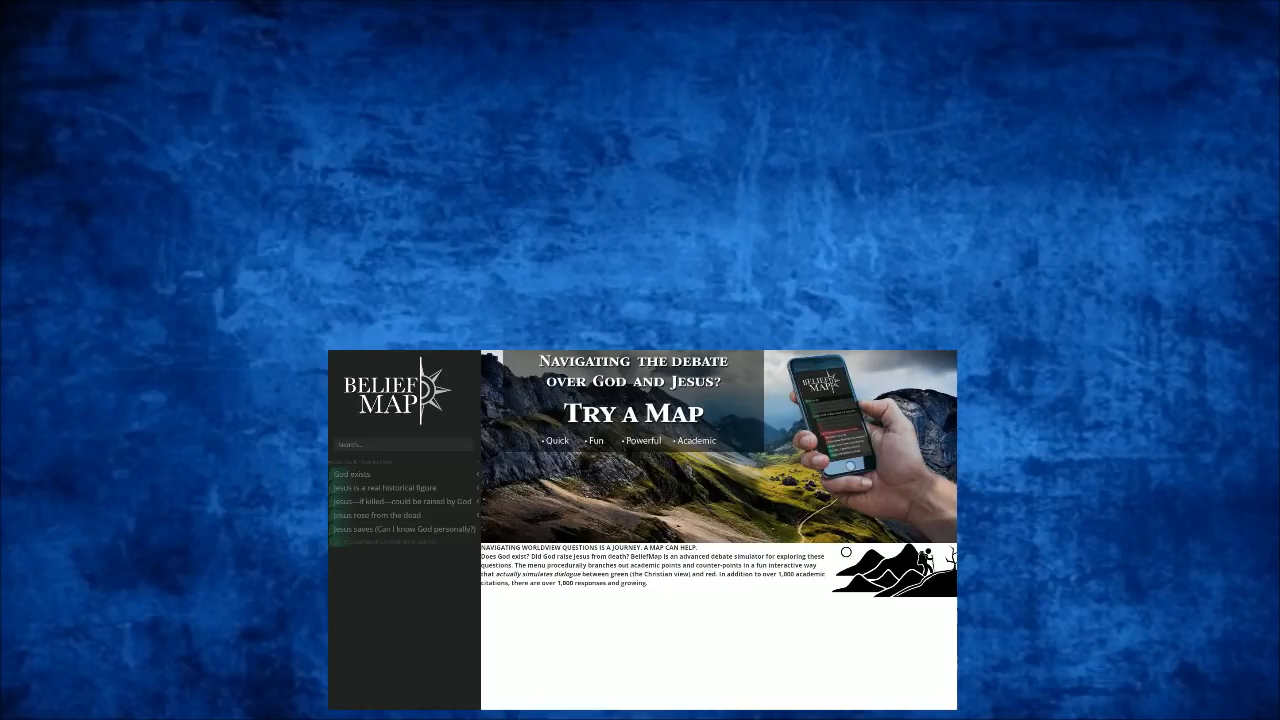 BELIEF
MAP
Search...
God exists
Jesus is a real historical figure
Jesus—if killed—could be raised by God
Jesus rose from the dead
Jesus saves (Can I know God personally?)
NAVIGATING THE DEBATE
OVER GOD AND JESUS?
TRY A MAP
• Quick • Fun • Powerful • Academic
BELIEF
MAP
NAVIGATING WORLDVIEW QUESTIONS IS A JOURNEY. A MAP CAN HELP.
Does God exist? Did God raise Jesus from death? BeliefMap is an advanced debate simulator for exploring these
questions. The menu procedurally branches out academic points and counter-points in a fun interactive way
that actually simulates dialogue between green (the Christian view) and red. In addition to over 1,000 academic
citations, there are over 1,000 responses and growing.